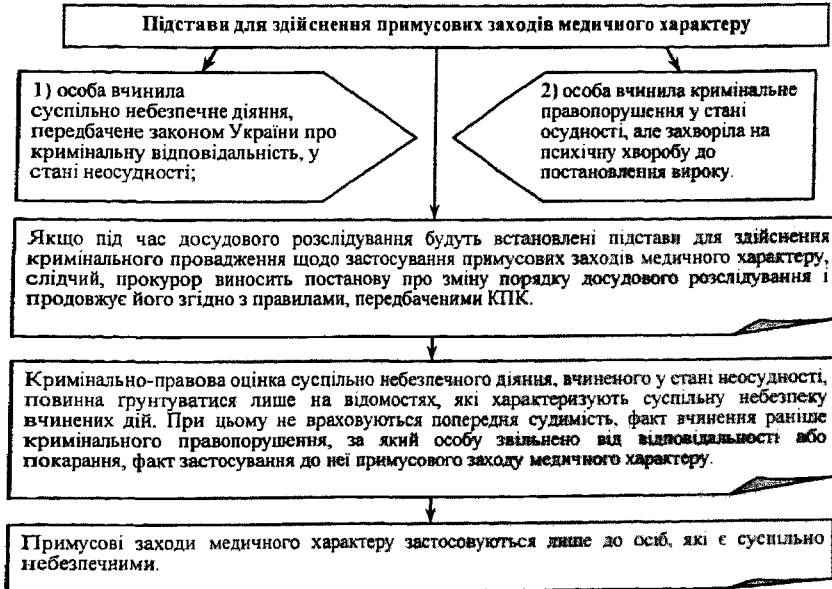 Підстави для здійснення примусових заходів медичного характеру
1) особа вчинила
суспільно небезпечне діяння,
передбачене законом України про
кримінальну відповідальність, у
стані неосудності;
2) особа вчинила кримінальне
правопорушення у стані
осудності, але захворіла на
психічну хворобу до
постановлення вироку.
Якщо під час досудового розслідування будуть встановлені підстави для здійснення
кримінального провадження щодо застосування примусових заходів медичного характеру,
слідчий, прокурор виносить постанову про зміну порядку досудового розслідування і
продовжує його згідно з правилами, передбаченими КПК.
Кримінально-правова оцінка суспільно небезпечного діяння, вчиненого у стані неосудності,
повинна ґрунтуватися лише на відомостях, які характеризують суспільну небезпеку
вчинених дій. При цьому не враховуються попередня судимість, факт вчинення раніше
кримінального правопорушення, за який особу звільнено від відповідальності або
покарання, факт застосування до неї примусового заходу медичного характеру.
Примусові заходи медичного характеру застосовуються лише до осіб, які є суспільно
небезпечними.